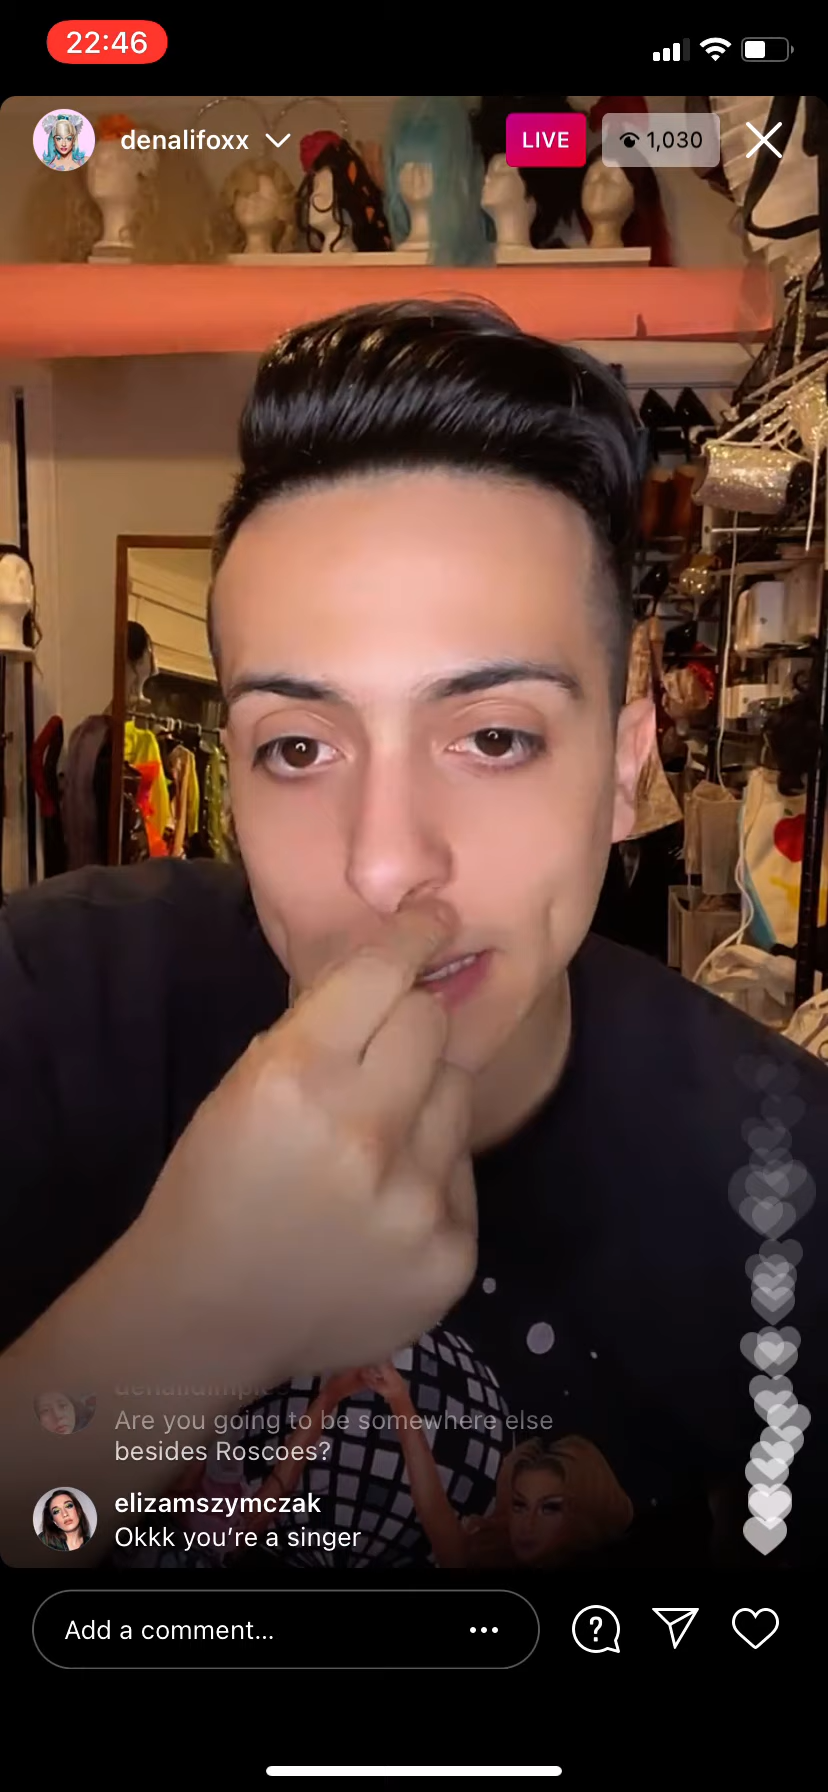 22:46
denalifoxx
LIVE
1,030
denalidimples
Are you going to be somewhere else
besides Roscoes?
elizamszymczak
Okkk you're a singer
Add a comment...